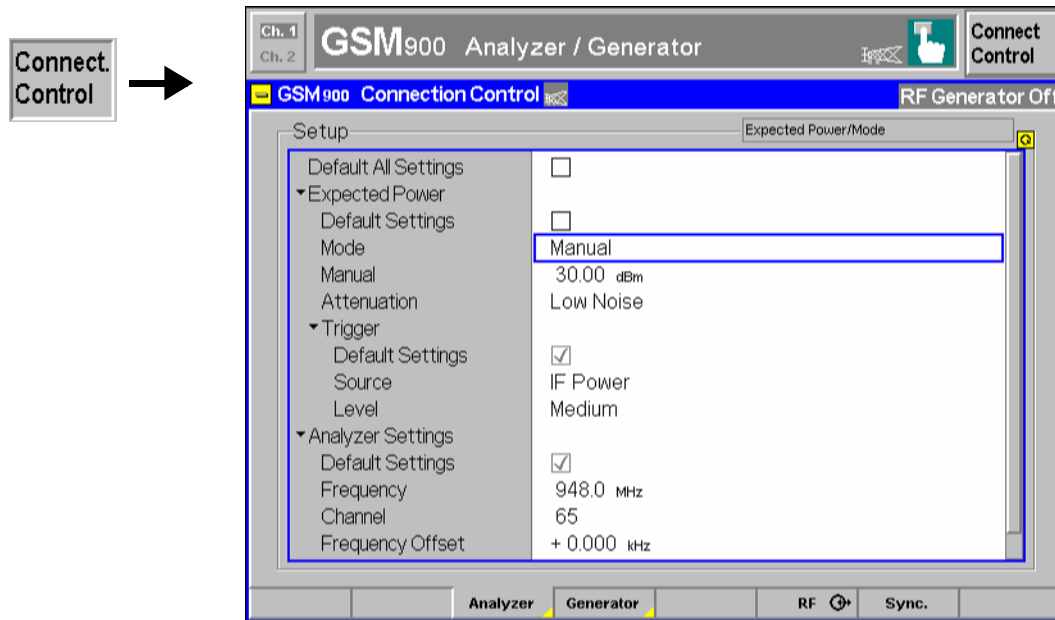 Connect.
Control
Ch. 1
Ch. 2
GSM900 Analyzer / Generator
Connect
Control
GSM900 Connection Control
RF Generator Off
Setup
Expected Power/Mode
Default All Settings
Expected Power
Default Settings
Mode Manual
Manual 30.00 dBm
Attenuation Low Noise
Trigger
Default Settings
Source IF Power
Level Medium
Analyzer Settings
Default Settings
Frequency 948.0 MHz
Channel 65
Frequency Offset + 0.000 kHz
Analyzer Generator RF Sync.